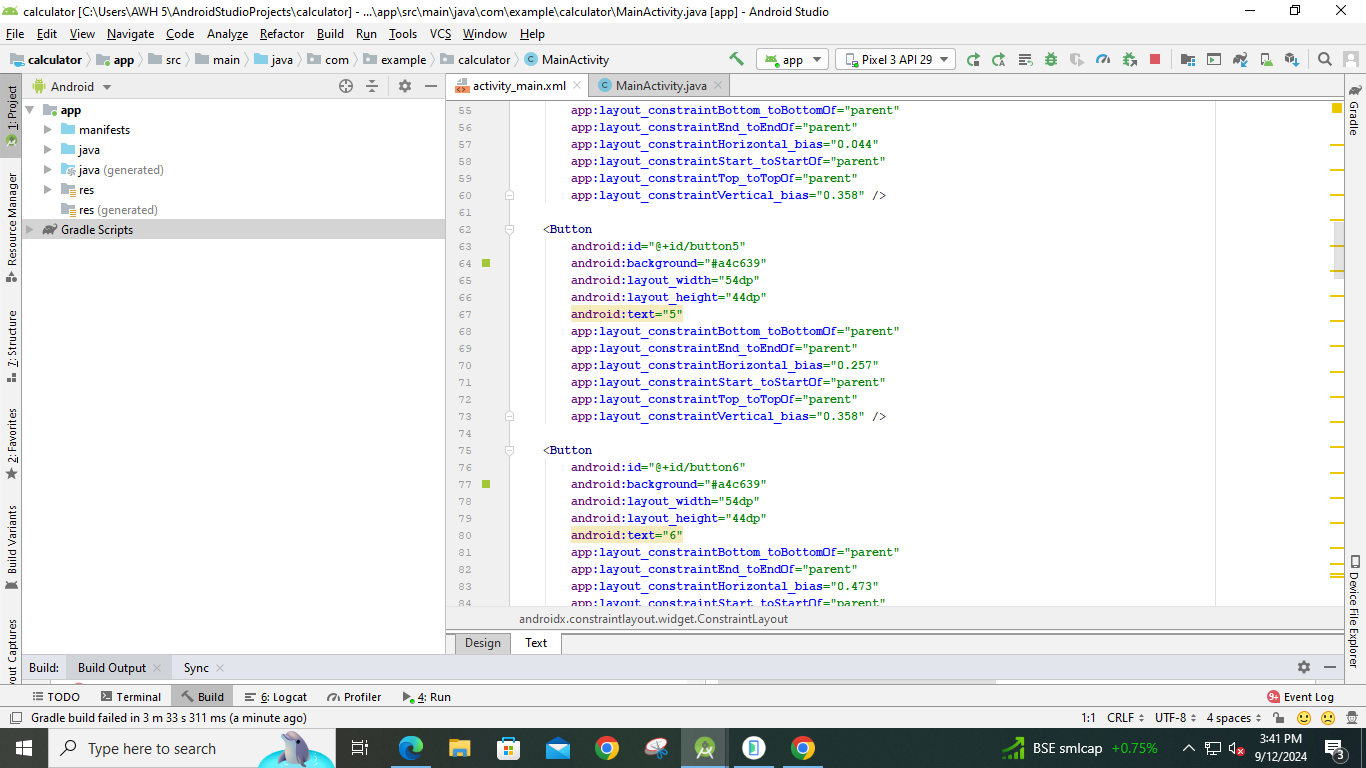 calculator [C:\Users\AWH 5\AndroidStudioProjects\calculator] - ...\app\src\main\java\com\example\calculator\MainActivity.java [app] - Android Studio
File Edit View Navigate Code Analyze Refactor Build Run Tools VCS Window Help
calculator app src main java com example calculator MainActivity app Pixel 3 API 29
1: Project
Resource Manager
7: Structure
2: Favorites
Build Variants
out Captures
Android
app
manifests
java
java (generated)
res
res (generated)
Gradle Scripts
activity_main.xml MainActivity.java
55 app:layout_constraintBottom_toBottomOf="parent"
56 app:layout_constraintEnd_toEndOf="parent"
57 app:layout_constraintHorizontal_bias="0.044"
58 app:layout_constraintStart_toStartOf="parent"
59 app:layout_constraintTop_toTopOf="parent"
60 app:layout_constraintVertical_bias="0.358" />
61
62 <Button
63 android:id="@+id/button5"
64 android:background="#a4c639"
65 android:layout_width="54dp"
66 android:layout_height="44dp"
67 android:text="5"
68 app:layout_constraintBottom_toBottomOf="parent"
69 app:layout_constraintEnd_toEndOf="parent"
70 app:layout_constraintHorizontal_bias="0.257"
71 app:layout_constraintStart_toStartOf="parent"
72 app:layout_constraintTop_toTopOf="parent"
73 app:layout_constraintVertical_bias="0.358" />
74
75 <Button
76 android:id="@+id/button6"
77 android:background="#a4c639"
78 android:layout_width="54dp"
79 android:layout_height="44dp"
80 android:text="6"
81 app:layout_constraintBottom_toBottomOf="parent"
82 app:layout_constraintEnd_toEndOf="parent"
83 app:layout_constraintHorizontal_bias="0.473"
84 app:layout_constraintStart_toStartOf="parent"
androidx.constraintlayout.widget.ConstraintLayout
Design Text
Gradle
Device File Explorer
Build: Build Output Sync
TODO Terminal Build 6: Logcat Profiler 4: Run 9+ Event Log
Gradle build failed in 3 m 33 s 311 ms (a minute ago) 1:1 CRLF UTF-8 4 spaces
Type here to search BSE smlcap +0.75% 3:41 PM
9/12/2024 3